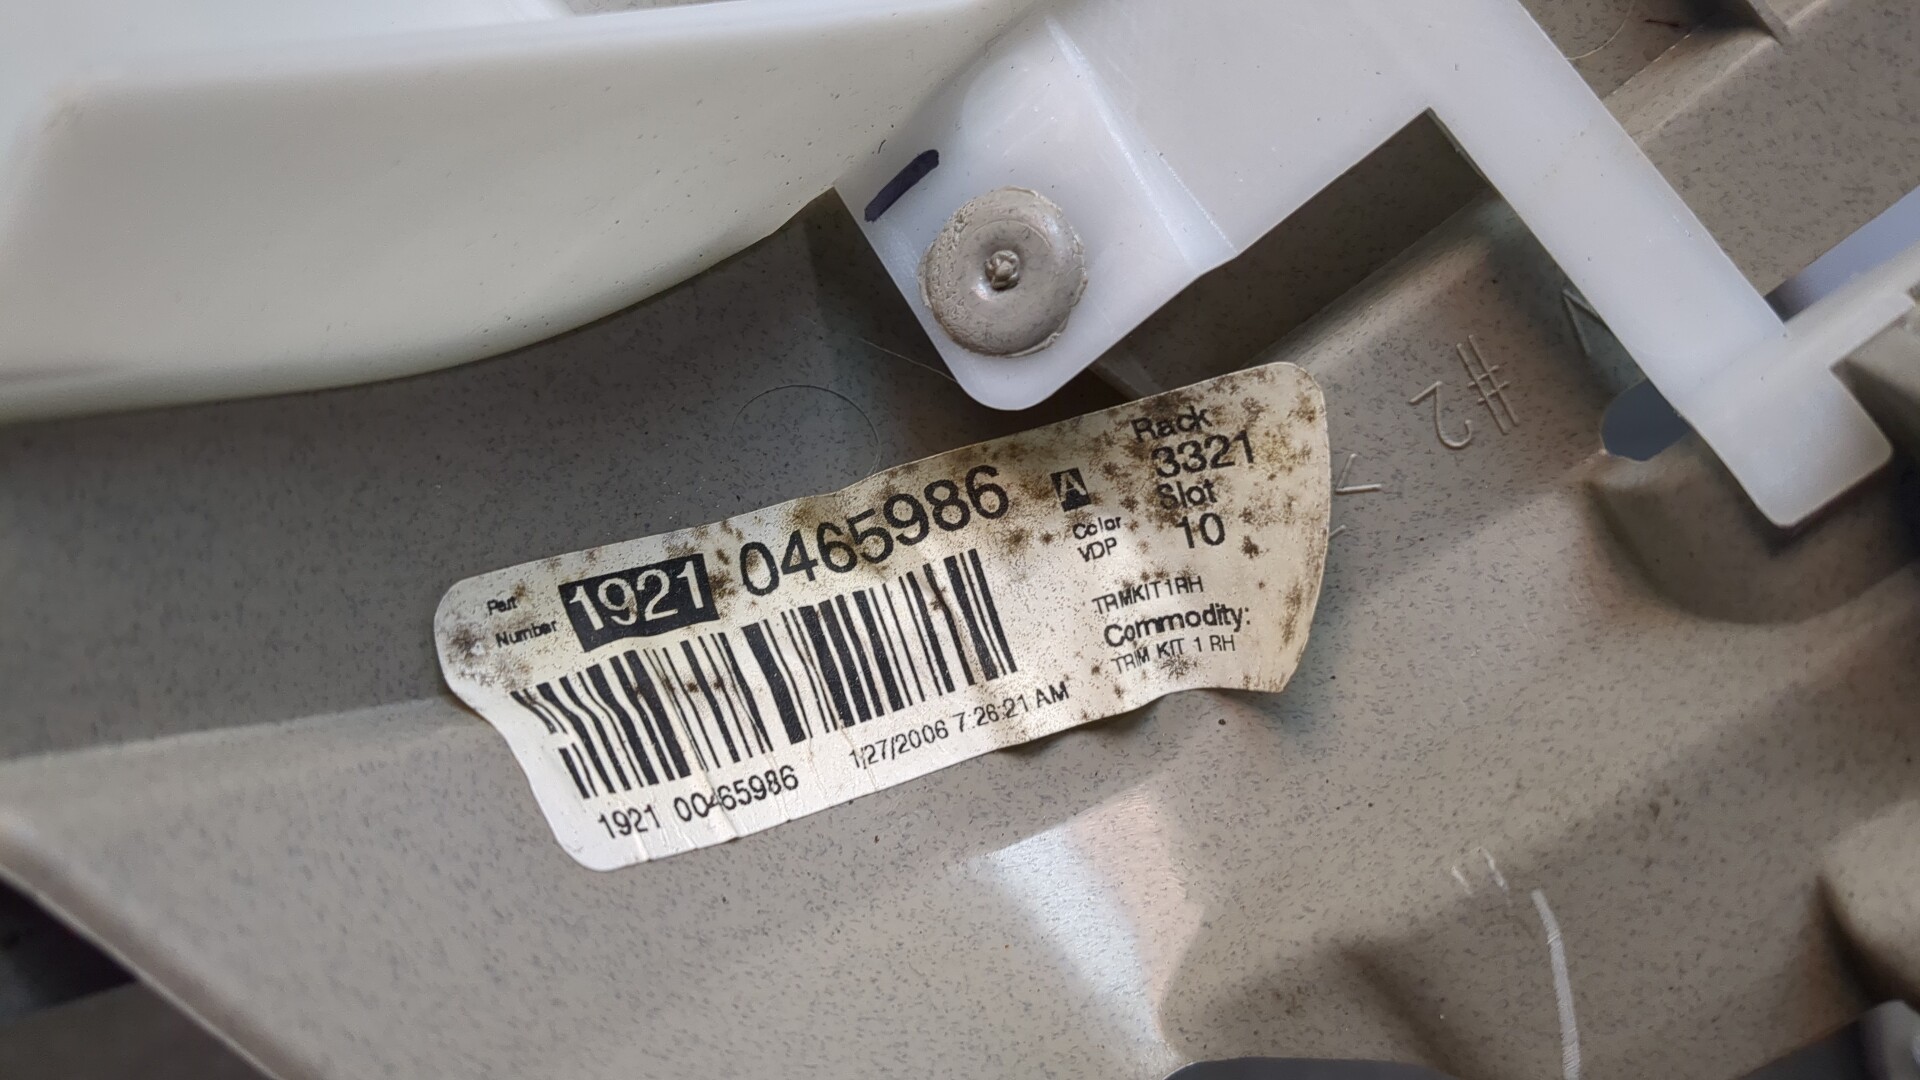 Part
Number
1921 0465986 A
Color
VDP
Rack
3321
Slot
10
TRMKIT1RH
Commodity:
TRIM KIT 1 RH
1921 00465986
1/27/2006 7:26:21 AM
#2